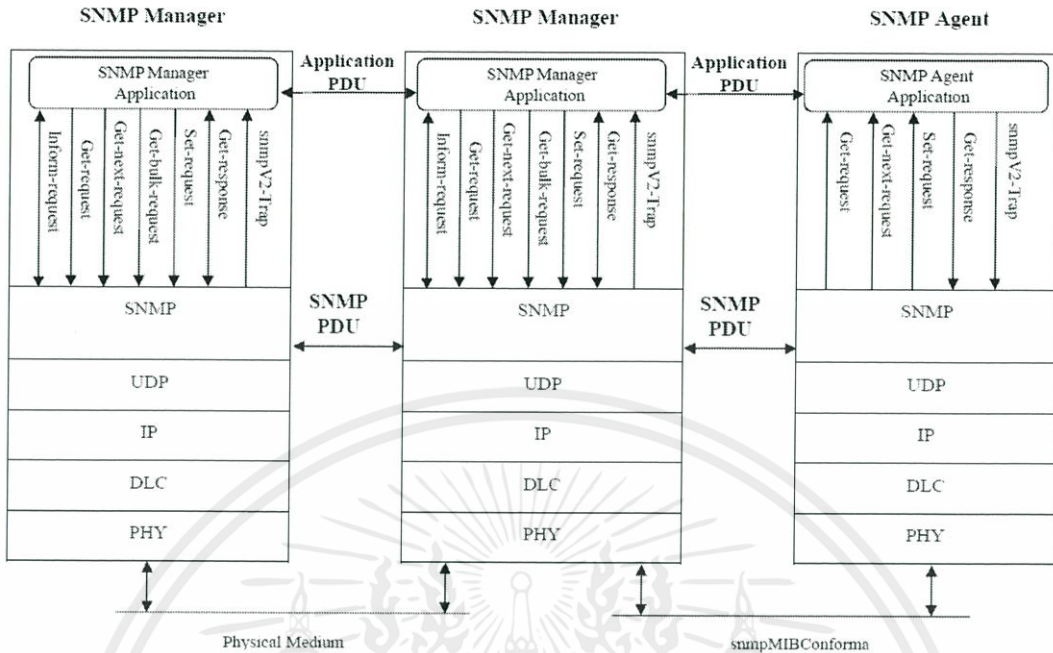 SNMP Manager
SNMP Manager
SNMP Agent
SNMP Manager
Application
Application
PDU
SNMP Manager
Application
Application
PDU
SNMP Agent
Application
Inform-request
Get-request
Get-next-request
Get-bulk-request
Set-request
Get-response
snmpV2-Trap
Inform-request
Get-request
Get-next-request
Get-bulk-request
Set-request
Get-response
snmpV2-Trap
Get-request
Get-next-request
Set-request
Get-response
snmpV2-Trap
SNMP
SNMP
PDU
SNMP
SNMP
PDU
SNMP
UDP
UDP
UDP
IP
IP
IP
DLC
DLC
DLC
PHY
PHY
PHY
Physical Medium
snmpMIBConforma